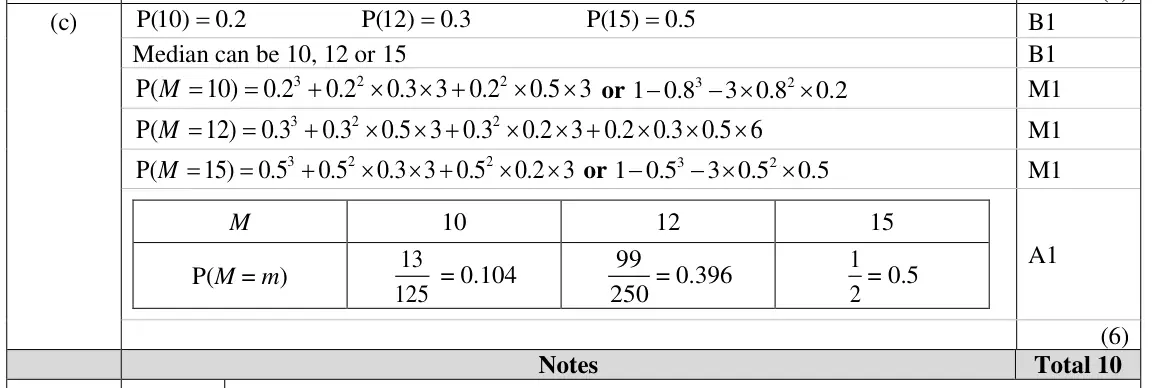 (c) P(10) = 0.2 P(12) = 0.3 P(15) = 0.5 B1
Median can be 10, 12 or 15 B1
P(M = 10) = 0.2³ + 0.2² × 0.3 × 3 + 0.2² × 0.5 × 3 or 1 − 0.8³ − 3 × 0.8² × 0.2 M1
P(M = 12) = 0.3³ + 0.3² × 0.5 × 3 + 0.3² × 0.2 × 3 + 0.2 × 0.3 × 0.5 × 6 M1
P(M = 15) = 0.5³ + 0.5² × 0.3 × 3 + 0.5² × 0.2 × 3 or 1 − 0.5³ − 3 × 0.5² × 0.5 M1
M 10 12 15
P(M = m) 13/125 = 0.104 99/250 = 0.396 1/2 = 0.5 A1
(6)
Notes Total 10